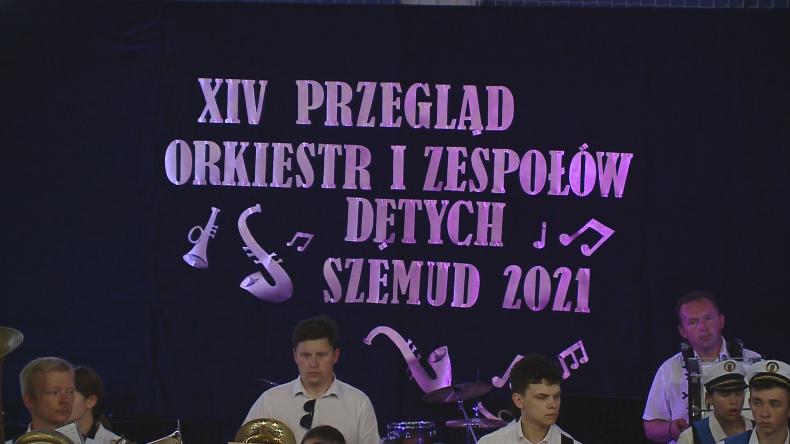 XIV PRZEGLĄD
ORKIESTR I ZESPOŁÓW
DĘTYCH
SZEMUD 2021